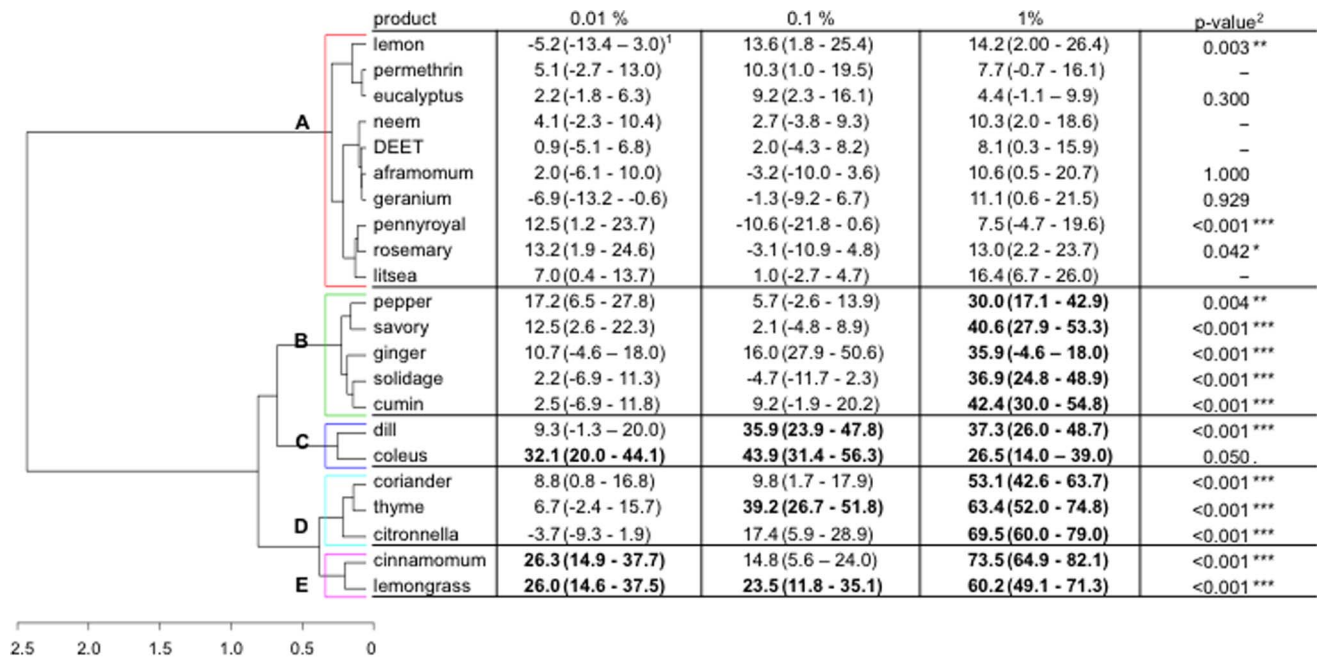 product 0.01 % 0.1 % 1% p-value²
lemon -5.2 (-13.4 – 3.0)¹ 13.6 (1.8 - 25.4) 14.2 (2.00 - 26.4) 0.003 **
permethrin 5.1 (-2.7 - 13.0) 10.3 (1.0 - 19.5) 7.7 (-0.7 - 16.1) –
eucalyptus 2.2 (-1.8 - 6.3) 9.2 (2.3 - 16.1) 4.4 (-1.1 – 9.9) 0.300
A neem 4.1 (-2.3 - 10.4) 2.7 (-3.8 - 9.3) 10.3 (2.0 - 18.6) –
DEET 0.9 (-5.1 - 6.8) 2.0 (-4.3 - 8.2) 8.1 (0.3 - 15.9) –
aframomum 2.0 (-6.1 - 10.0) -3.2 (-10.0 - 3.6) 10.6 (0.5 - 20.7) 1.000
geranium -6.9 (-13.2 - -0.6) -1.3 (-9.2 - 6.7) 11.1 (0.6 - 21.5) 0.929
pennyroyal 12.5 (1.2 - 23.7) -10.6 (-21.8 - 0.6) 7.5 (-4.7 - 19.6) <0.001 ***
rosemary 13.2 (1.9 - 24.6) -3.1 (-10.9 - 4.8) 13.0 (2.2 - 23.7) 0.042 *
litsea 7.0 (0.4 - 13.7) 1.0 (-2.7 - 4.7) 16.4 (6.7 - 26.0) –
pepper 17.2 (6.5 - 27.8) 5.7 (-2.6 - 13.9) 30.0 (17.1 - 42.9) 0.004 **
savory 12.5 (2.6 - 22.3) 2.1 (-4.8 - 8.9) 40.6 (27.9 - 53.3) <0.001 ***
B ginger 10.7 (-4.6 – 18.0) 16.0 (27.9 - 50.6) 35.9 (-4.6 – 18.0) <0.001 ***
solidage 2.2 (-6.9 - 11.3) -4.7 (-11.7 - 2.3) 36.9 (24.8 - 48.9) <0.001 ***
cumin 2.5 (-6.9 - 11.8) 9.2 (-1.9 - 20.2) 42.4 (30.0 - 54.8) <0.001 ***
dill 9.3 (-1.3 – 20.0) 35.9 (23.9 - 47.8) 37.3 (26.0 - 48.7) <0.001 ***
C coleus 32.1 (20.0 - 44.1) 43.9 (31.4 - 56.3) 26.5 (14.0 – 39.0) 0.050 .
coriander 8.8 (0.8 - 16.8) 9.8 (1.7 - 17.9) 53.1 (42.6 - 63.7) <0.001 ***
thyme 6.7 (-2.4 - 15.7) 39.2 (26.7 - 51.8) 63.4 (52.0 - 74.8) <0.001 ***
D citronnella -3.7 (-9.3 - 1.9) 17.4 (5.9 - 28.9) 69.5 (60.0 - 79.0) <0.001 ***
cinnamomum 26.3 (14.9 - 37.7) 14.8 (5.6 – 24.0) 73.5 (64.9 - 82.1) <0.001 ***
E lemongrass 26.0 (14.6 - 37.5) 23.5 (11.8 - 35.1) 60.2 (49.1 - 71.3) <0.001 ***
2.5 2.0 1.5 1.0 0.5 0